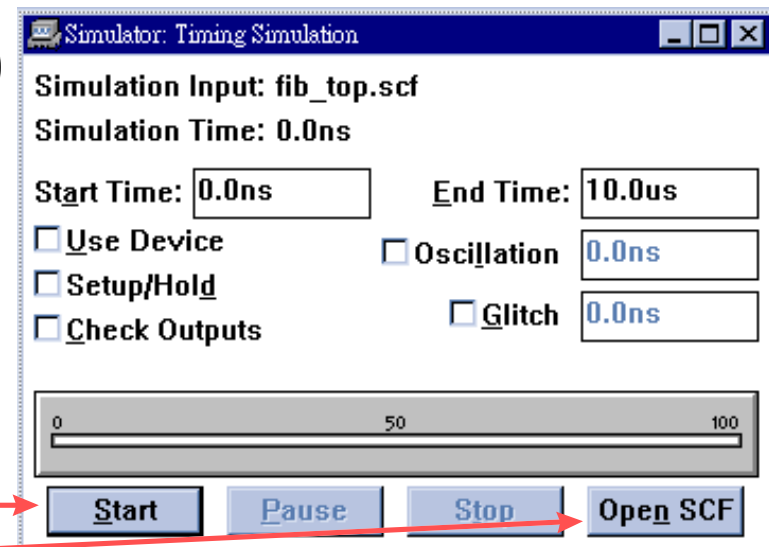 Simulator: Timing Simulation
)
Simulation Input: fib_top.scf
Simulation Time: 0.0ns
Start Time: 0.0ns End Time: 10.0us
Use Device Oscillation 0.0ns
Setup/Hold
Check Outputs Glitch 0.0ns
0 50 100
Start Pause Stop Open SCF